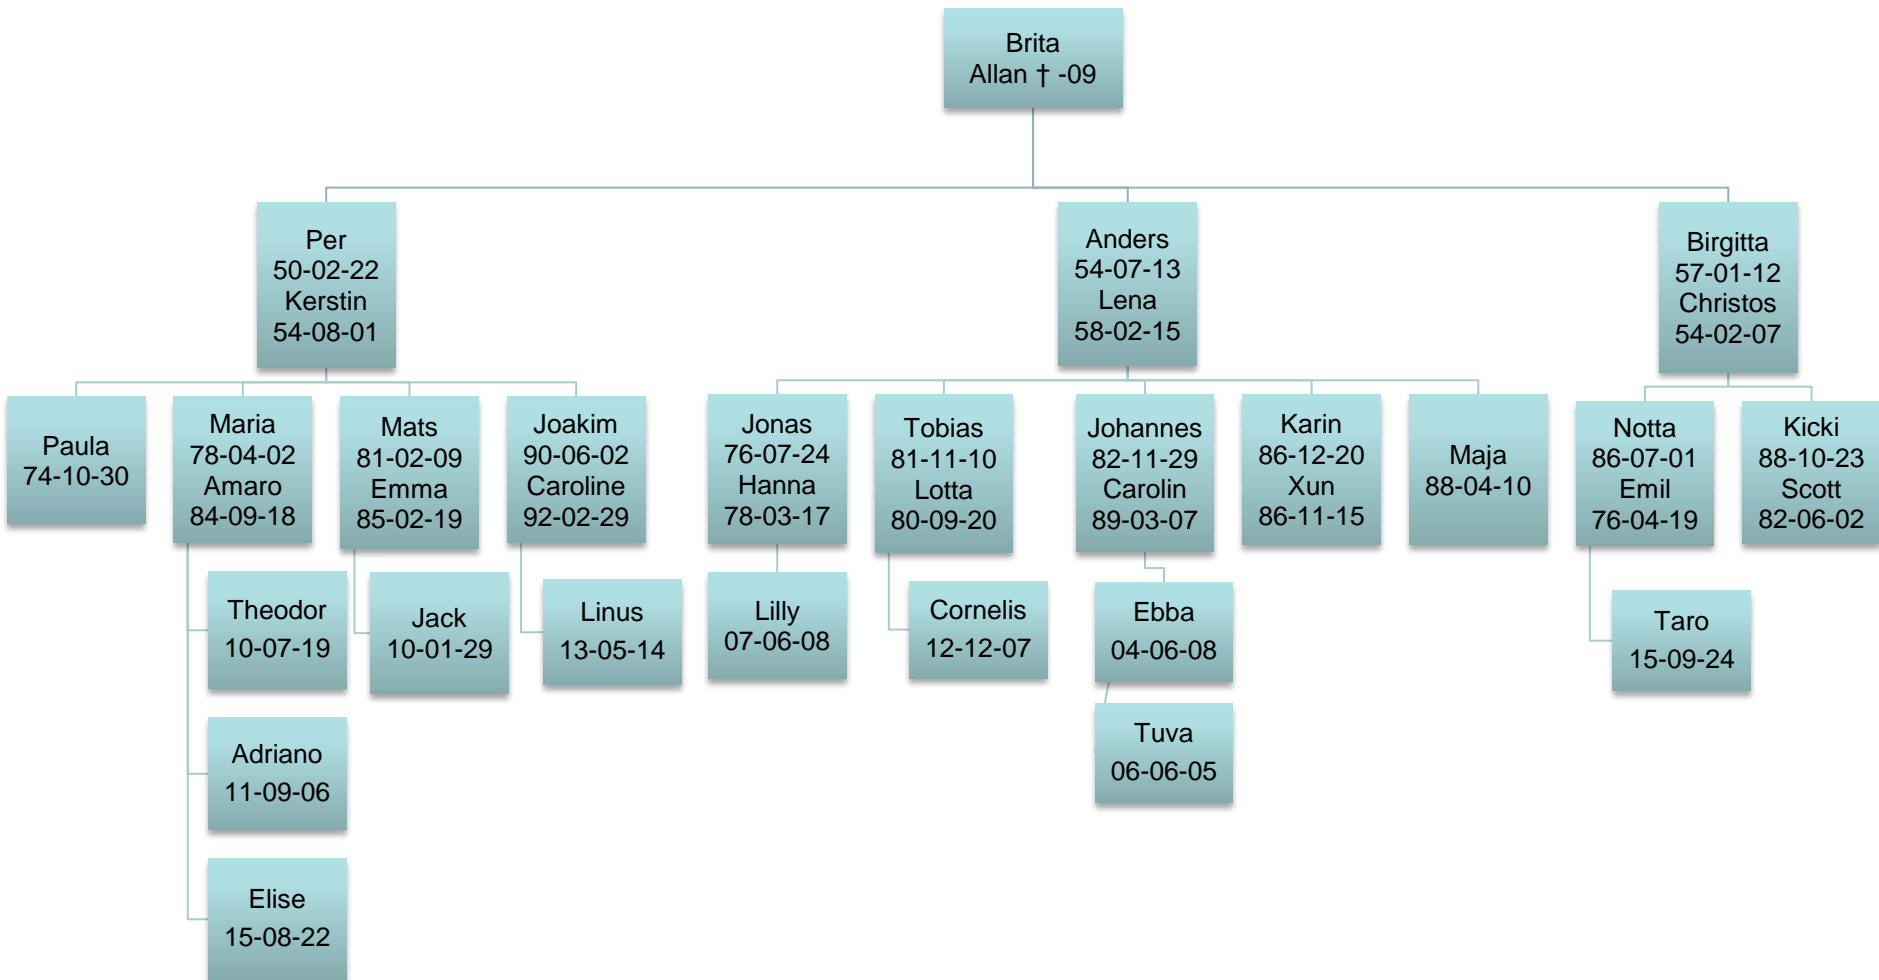 Brita
Allan † -09
Per
50-02-22
Kerstin
54-08-01
Anders
54-07-13
Lena
58-02-15
Birgitta
57-01-12
Christos
54-02-07
Paula
74-10-30
Maria
78-04-02
Amaro
84-09-18
Mats
81-02-09
Emma
85-02-19
Joakim
90-06-02
Caroline
92-02-29
Jonas
76-07-24
Hanna
78-03-17
Tobias
81-11-10
Lotta
80-09-20
Johannes
82-11-29
Carolin
89-03-07
Karin
86-12-20
Xun
86-11-15
Maja
88-04-10
Notta
86-07-01
Emil
76-04-19
Kicki
88-10-23
Scott
82-06-02
Theodor
10-07-19
Jack
10-01-29
Linus
13-05-14
Lilly
07-06-08
Cornelis
12-12-07
Ebba
04-06-08
Taro
15-09-24
Adriano
11-09-06
Tuva
06-06-05
Elise
15-08-22